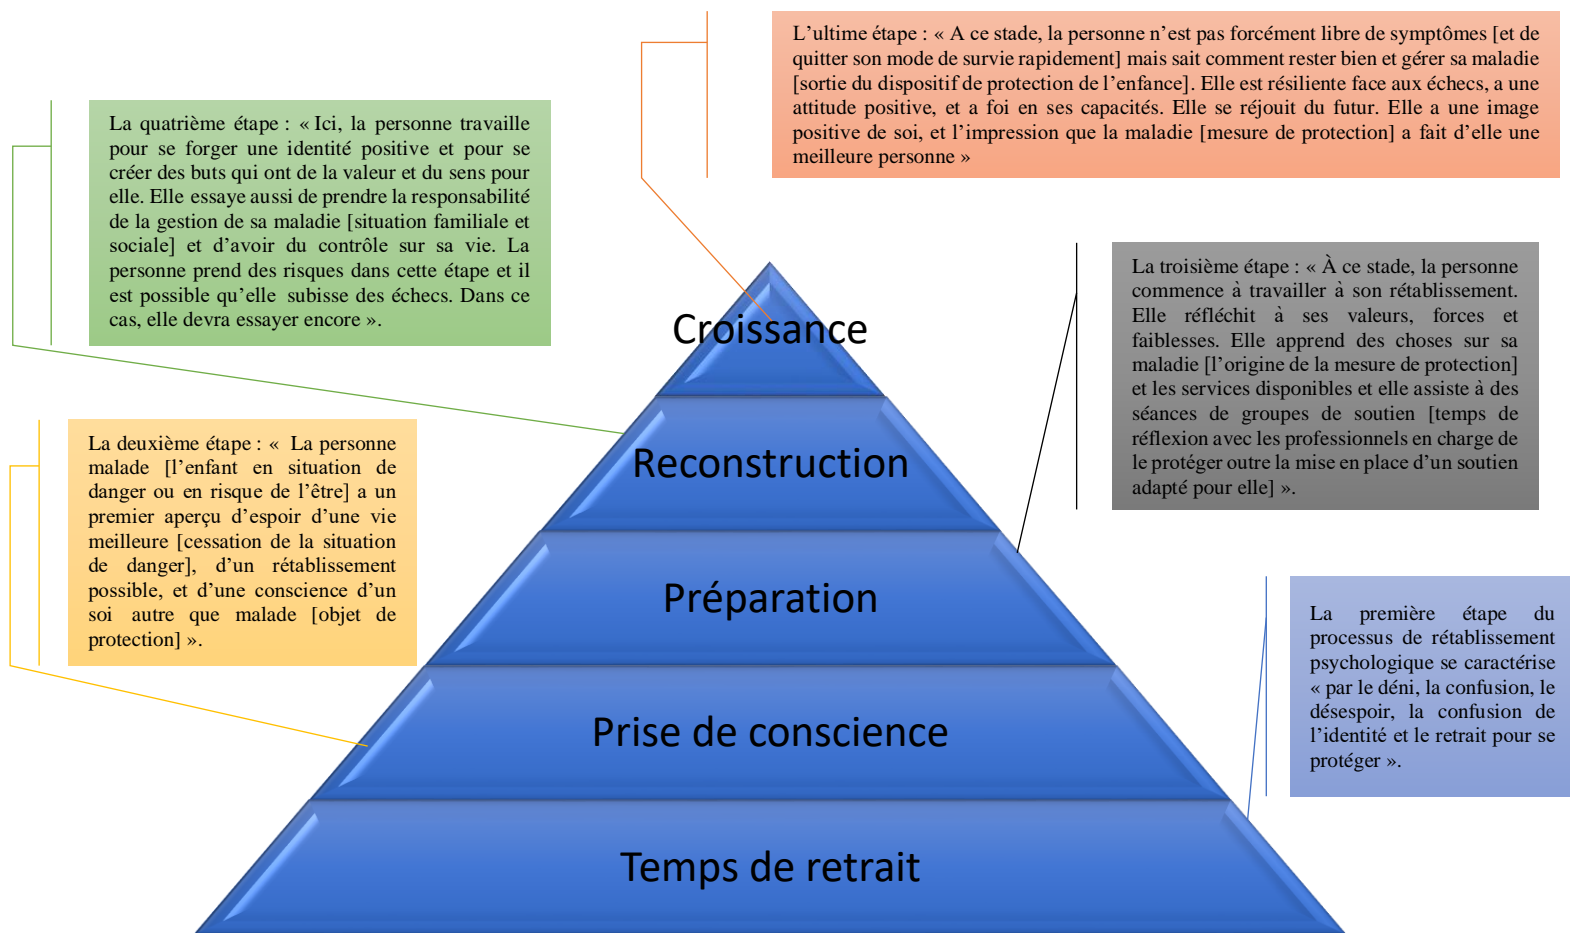 L’ultime étape : « A ce stade, la personne n’est pas forcément libre de symptômes [et de
quitter son mode de survie rapidement] mais sait comment rester bien et gérer sa maladie
[sortie du dispositif de protection de l’enfance]. Elle est résiliente face aux échecs, a une
attitude positive, et a foi en ses capacités. Elle se réjouit du futur. Elle a une image
positive de soi, et l’impression que la maladie [mesure de protection] a fait d’elle une
meilleure personne »
La quatrième étape : « Ici, la personne travaille
pour se forger une identité positive et pour se
créer des buts qui ont de la valeur et du sens pour
elle. Elle essaye aussi de prendre la responsabilité
de la gestion de sa maladie [situation familiale et
sociale] et d’avoir du contrôle sur sa vie. La
personne prend des risques dans cette étape et il
est possible qu’elle subisse des échecs. Dans ce
cas, elle devra essayer encore ».
La troisième étape : « À ce stade, la personne
commence à travailler à son rétablissement.
Elle réfléchit à ses valeurs, forces et
faiblesses. Elle apprend des choses sur sa
maladie [l’origine de la mesure de protection]
et les services disponibles et elle assiste à des
séances de groupes de soutien [temps de
réflexion avec les professionnels en charge de
le protéger outre la mise en place d’un soutien
adapté pour elle] ».
La deuxième étape : « La personne
malade [l’enfant en situation de
danger ou en risque de l’être] a un
premier aperçu d’espoir d’une vie
meilleure [cessation de la situation
de danger], d’un rétablissement
possible, et d’une conscience d’un
soi autre que malade [objet de
protection] ».
La première étape du
processus de rétablissement
psychologique se caractérise
« par le déni, la confusion, le
désespoir, la confusion de
l’identité et le retrait pour se
protéger ».
Croissance
Reconstruction
Préparation
Prise de conscience
Temps de retrait